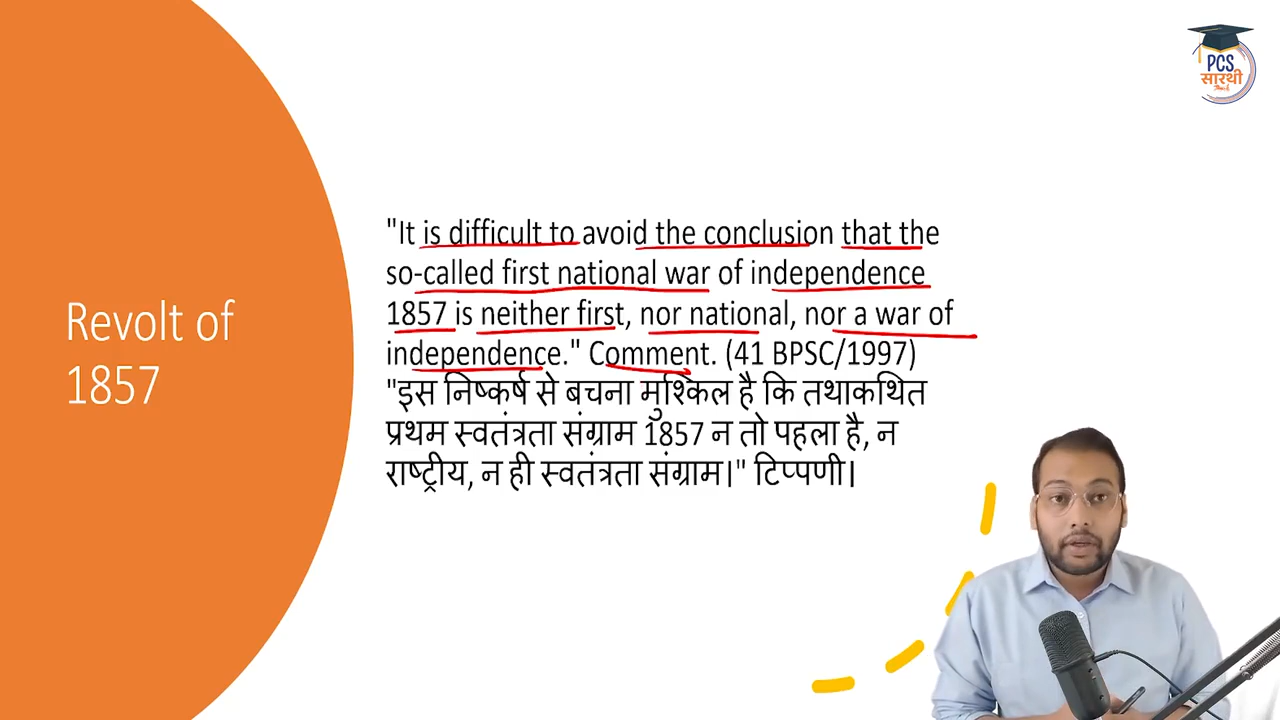 PCS
सारथी
Revolt of
1857
"It is difficult to avoid the conclusion that the
so-called first national war of independence
1857 is neither first, nor national, nor a war of
independence." Comment. (41 BPSC/1997)
"इस निष्कर्ष से बचना मुश्किल है कि तथाकथित
प्रथम स्वतंत्रता संग्राम 1857 न तो पहला है, न
राष्ट्रीय, न ही स्वतंत्रता संग्राम।" टिप्पणी।